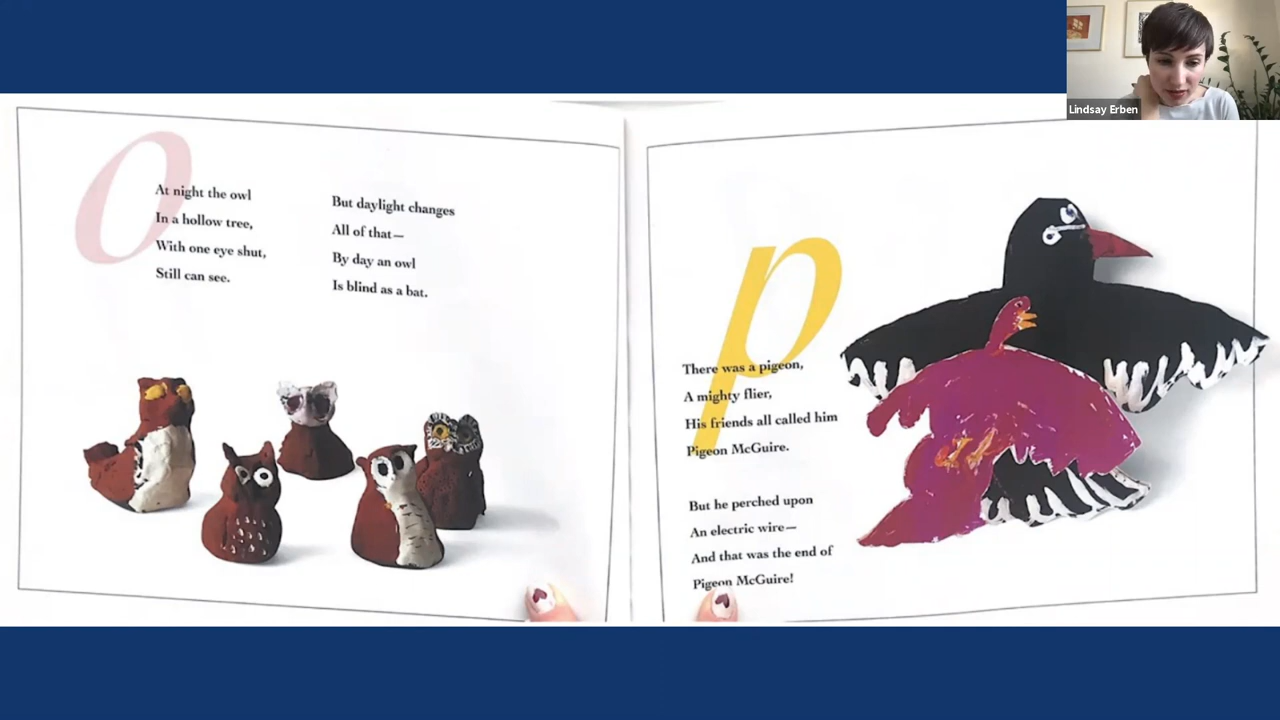 Lindsay Erben
O
At night the owl
In a hollow tree,
With one eye shut,
Still can see.
But daylight changes
All of that—
By day an owl
Is blind as a bat.
p
There was a pigeon,
A mighty flier,
His friends all called him
Pigeon McGuire.
But he perched upon
An electric wire—
And that was the end of
Pigeon McGuire!